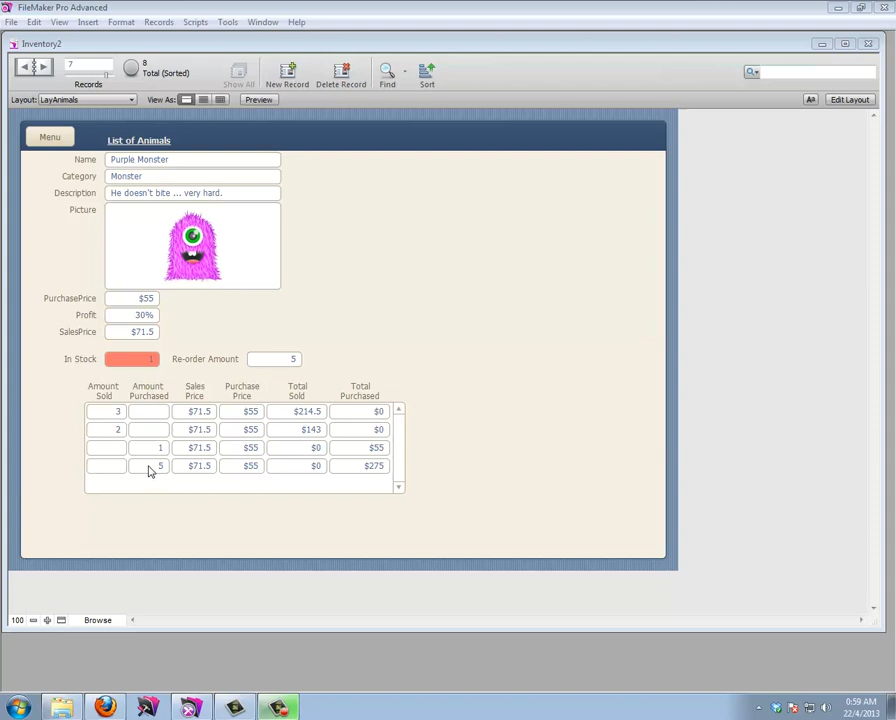 FileMaker Pro Advanced
File Edit View Insert Format Records Scripts Tools Window Help
Inventory2
7
8
Total (Sorted)
Records Show All New Record Delete Record Find Sort
Layout: LayAnimals View As: Preview Aa Edit Layout
Menu List of Animals
Name Purple Monster
Category Monster
Description He doesn't bite ... very hard.
Picture
PurchasePrice $55
Profit 30%
SalesPrice $71.5
In Stock 1 Re-order Amount 5
Amount Sold Amount Purchased Sales Price Purchase Price Total Sold Total Purchased
3 $71.5 $55 $214.5 $0
2 $71.5 $55 $143 $0
1 $71.5 $55 $0 $55
5 $71.5 $55 $0 $275
100 Browse
0:59 AM
22/4/2013